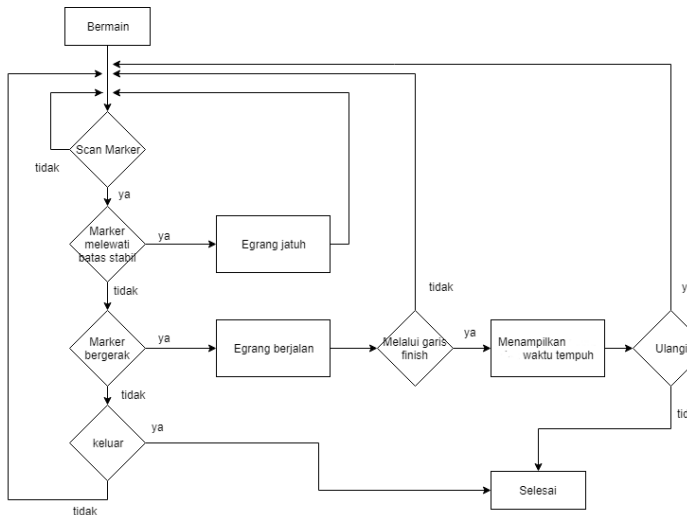 Bermain
Scan Marker
tidak
ya
Marker
melewati
batas stabil
ya
Egrang jatuh
tidak
Marker
bergerak
ya
Egrang berjalan
Melalui garis
finish
tidak
ya
Menampilkan
waktu tempuh
Ulangi
tidak
keluar
ya
Selesai
tidak